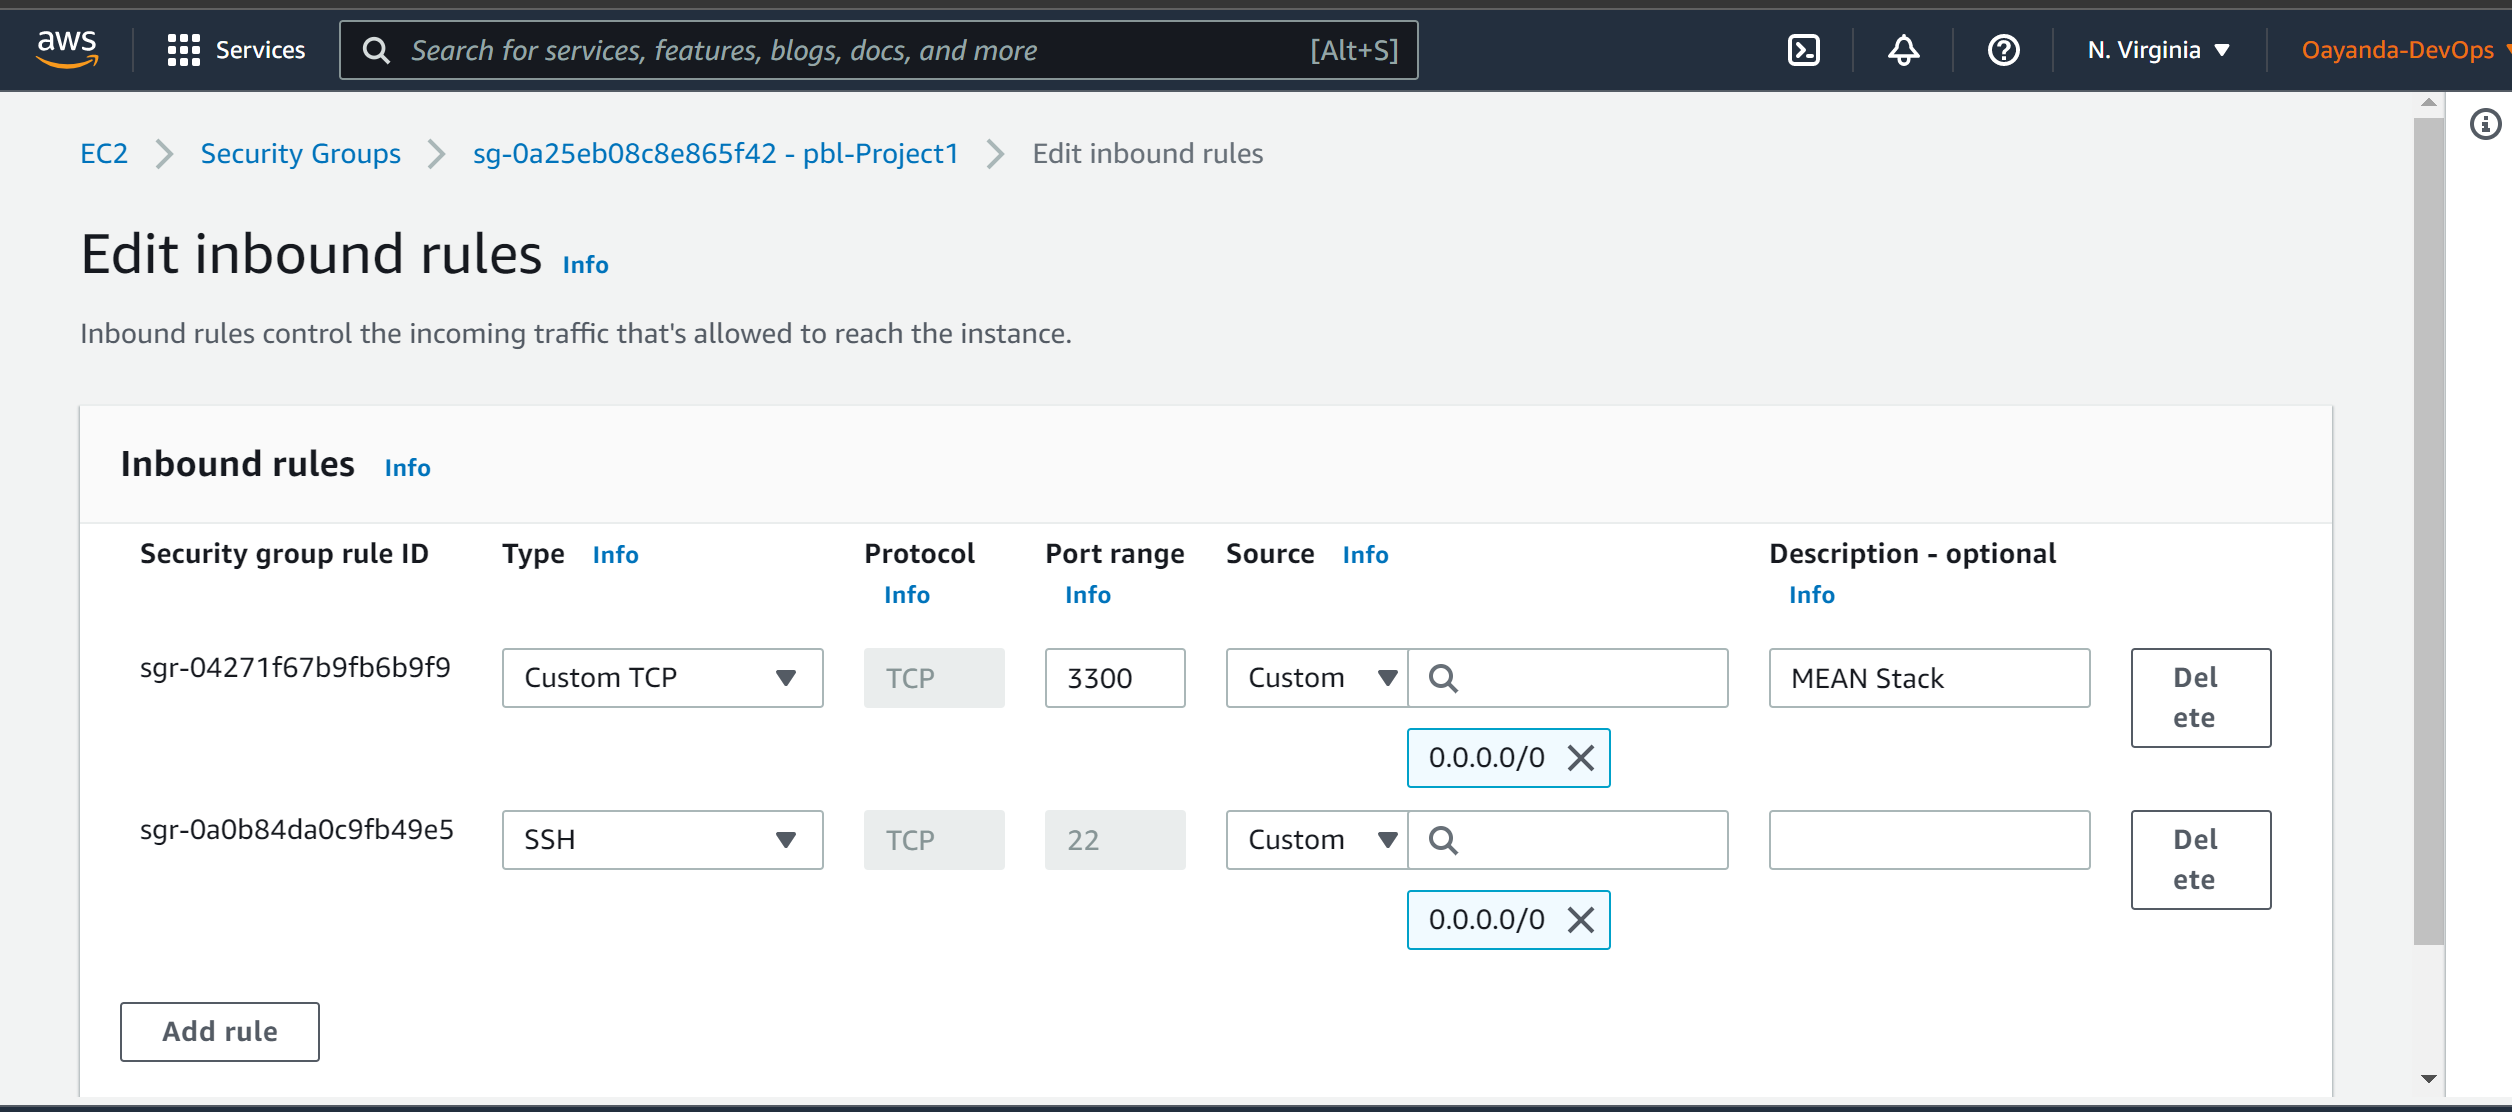 aws Services Search for services, features, blogs, docs, and more [Alt+S] N. Virginia Oayanda-DevOps
EC2 Security Groups sg-0a25eb08c8e865f42 - pbl-Project1 Edit inbound rules
Edit inbound rules Info
Inbound rules control the incoming traffic that's allowed to reach the instance.
Inbound rules Info
Security group rule ID Type Info Protocol Port range Source Info Description - optional
Info Info Info
sgr-04271f67b9fb6b9f9 Custom TCP TCP 3300 Custom MEAN Stack Del
ete
0.0.0.0/0
sgr-0a0b84da0c9fb49e5 SSH TCP 22 Custom Del
ete
0.0.0.0/0
Add rule